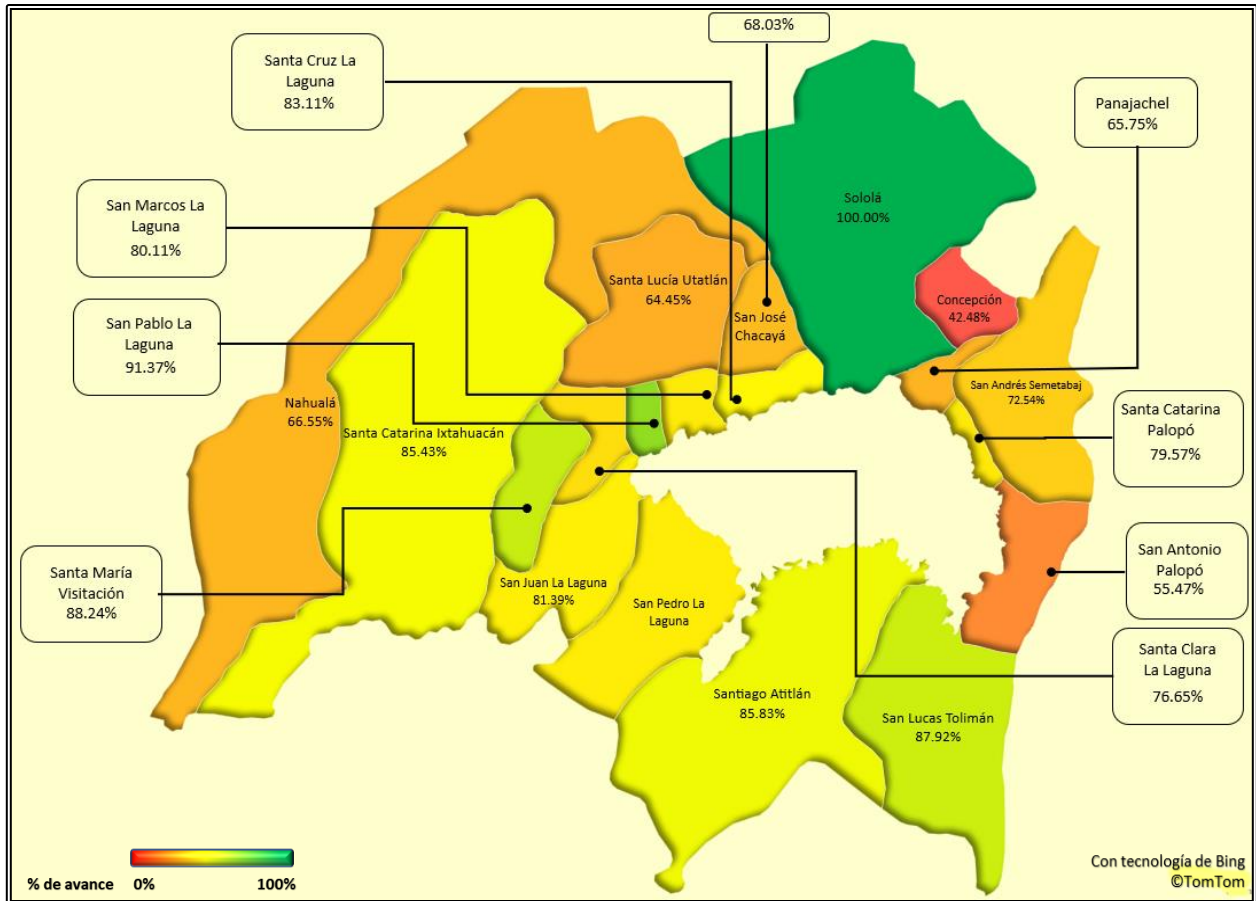 68.03%
Santa Cruz La
Laguna
83.11%
Panajachel
65.75%
San Marcos La
Laguna
80.11%
Sololá
100.00%
Santa Lucía Utatlán
64.45%
San José
Chacayá
Concepción
42.48%
San Pablo La
Laguna
91.37%
San Andrés Semetabaj
72.54%
Nahualá
66.55%
Santa Catarina Ixtahuacán
85.43%
Santa Catarina
Palopó
79.57%
Santa María
Visitación
88.24%
San Juan La Laguna
81.39%
San Pedro La
Laguna
San Antonio
Palopó
55.47%
Santa Clara
La Laguna
76.65%
Santiago Atitlán
85.83%
San Lucas Tolimán
87.92%
% de avance 0% 100%
Con tecnología de Bing
©TomTom